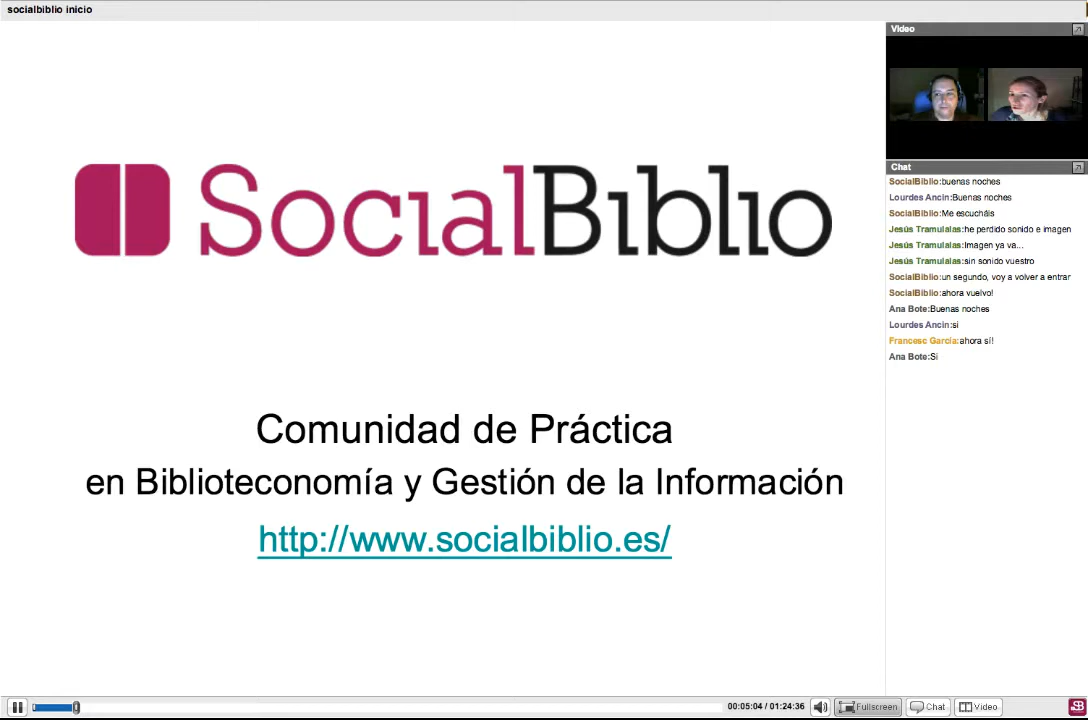 socialbiblio inicio
SocialBiblio
Comunidad de Práctica
en Biblioteconomía y Gestión de la Información
http://www.socialbiblio.es/
Video
Chat
SocialBiblio:buenas noches
Lourdes Ancin:Buenas noches
SocialBiblio:Me escucháis
Jesús Tramulalas:he perdido sonido e imagen
Jesús Tramulalas:Imagen ya va...
Jesús Tramulalas:sin sonido vuestro
SocialBiblio:un segundo, voy a volver a entrar
SocialBiblio:ahora vuelvo!
Ana Bote:Buenas noches
Lourdes Ancin:si
Francesc García:ahora sí!
Ana Bote:Si
00:05:04 / 01:24:36
Fullscreen
Chat
Video
SB